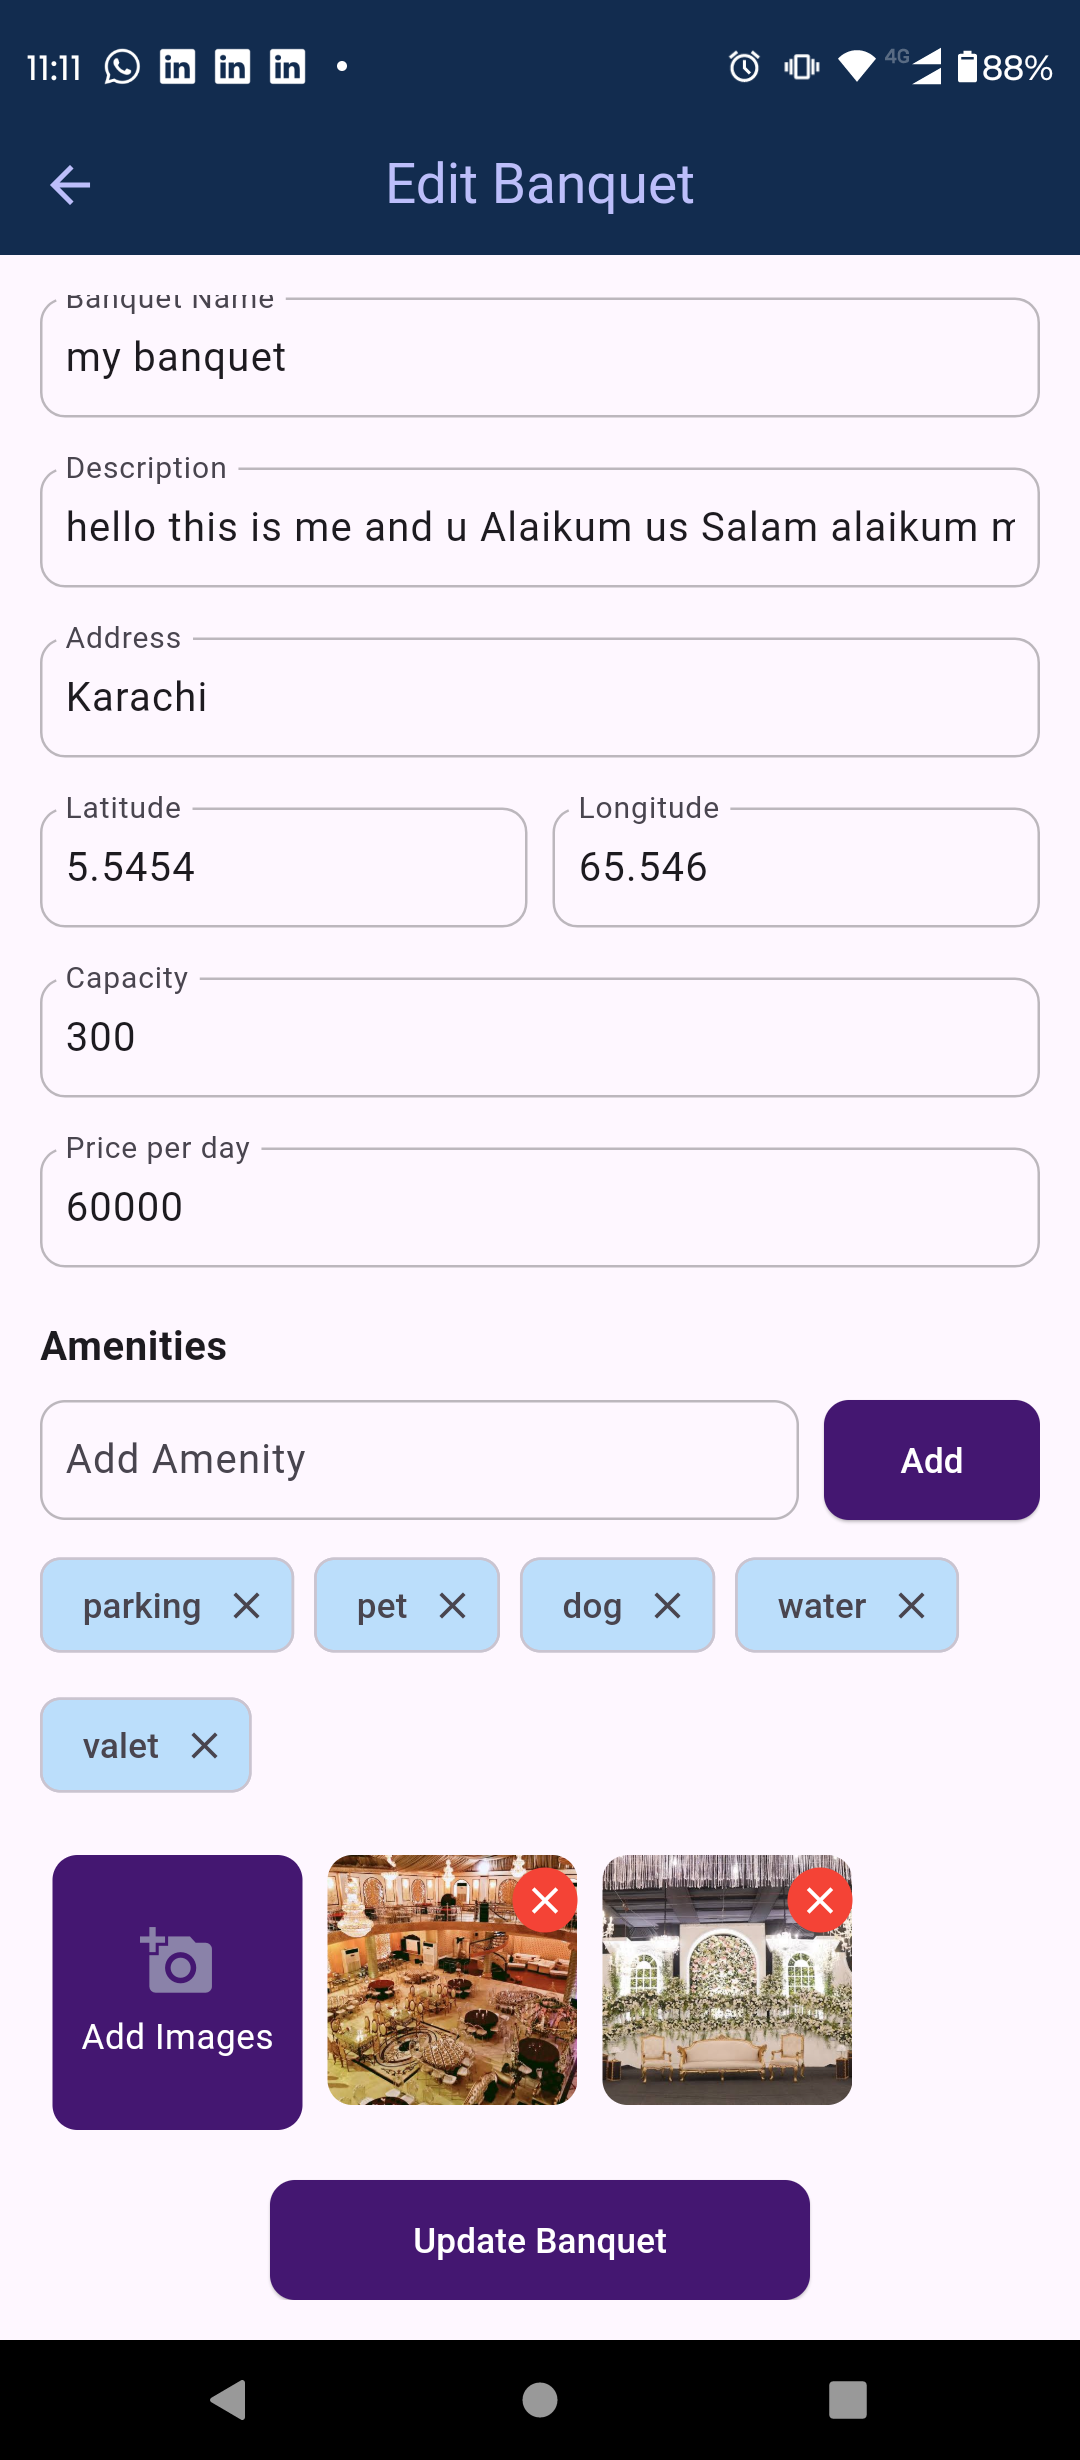 11:11 4G 88%
Edit Banquet
Banquet Name
my banquet
Description
hello this is me and u Alaikum us Salam alaikum m
Address
Karachi
Latitude Longitude
5.5454 65.546
Capacity
300
Price per day
60000
Amenities
Add Amenity Add
parking pet dog water
valet
Add Images
Update Banquet